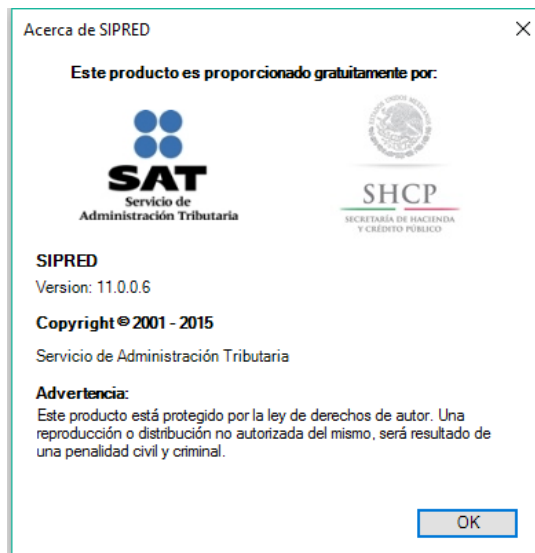 Acerca de SIPRED
Este producto es proporcionado gratuitamente por:
ESTADOS UNIDOS MEXICANOS
SAT
Servicio de
Administración Tributaria
SHCP
SECRETARÍA DE HACIENDA
Y CRÉDITO PÚBLICO
SIPRED
Version: 11.0.0.6
Copyright © 2001 - 2015
Servicio de Administración Tributaria
Advertencia:
Este producto está protegido por la ley de derechos de autor. Una
reproducción o distribución no autorizada del mismo, será resultado de
una penalidad civil y criminal.
OK